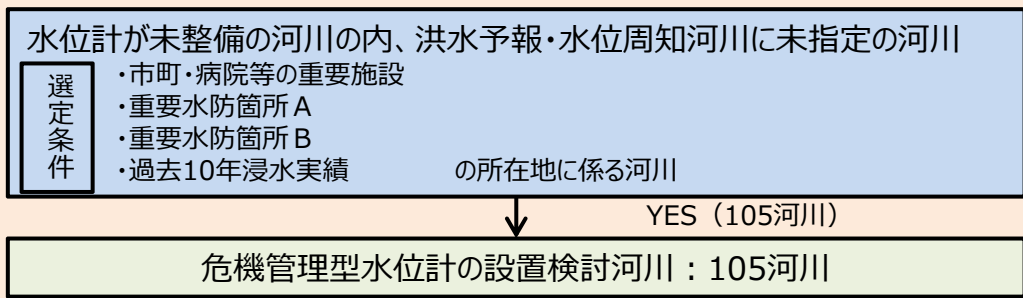 水位計が未整備の河川の内、洪水予報・水位周知河川に未指定の河川
選定条件
・市町・病院等の重要施設
・重要水防箇所A
・重要水防箇所B
・過去10年浸水実績 の所在地に係る河川
YES（105河川）
危機管理型水位計の設置検討河川：105河川